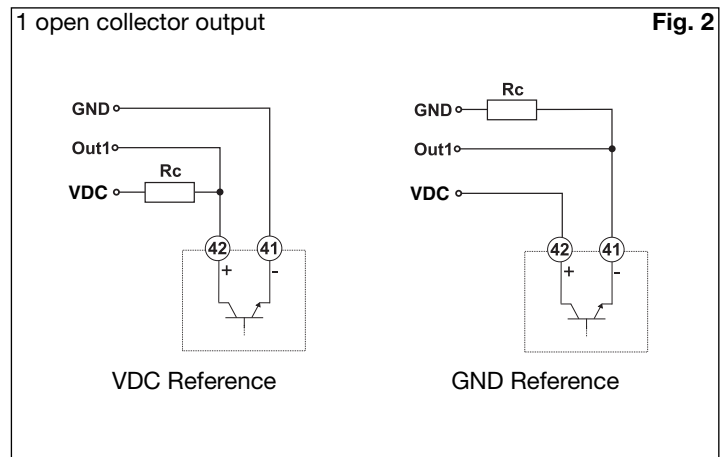 1 open collector output Fig. 2
GND
Out1
Rc
VDC
42 41
+ -
VDC Reference
Rc
GND
Out1
VDC
42 41
+ -
GND Reference